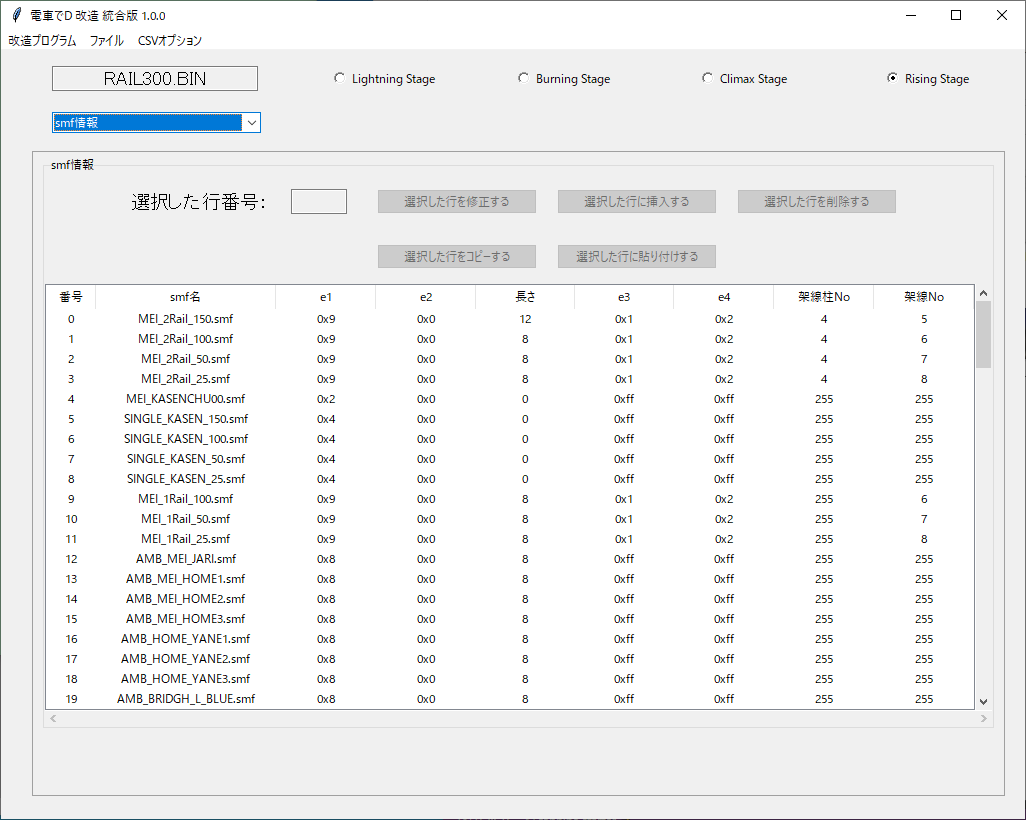 電車でD 改造 統合版 1.0.0
改造プログラム ファイル CSVオプション
RAIL300.BIN Lightning Stage Burning Stage Climax Stage Rising Stage
smf情報
smf情報
選択した行番号: 選択した行を修正する 選択した行に挿入する 選択した行を削除する
選択した行をコピーする 選択した行に貼り付けする
番号 smf名 e1 e2 長さ e3 e4 架線柱No 架線No
0 MEI_2Rail_150.smf 0x9 0x0 12 0x1 0x2 4 5
1 MEI_2Rail_100.smf 0x9 0x0 8 0x1 0x2 4 6
2 MEI_2Rail_50.smf 0x9 0x0 8 0x1 0x2 4 7
3 MEI_2Rail_25.smf 0x9 0x0 8 0x1 0x2 4 8
4 MEI_KASENCHU00.smf 0x2 0x0 0 0xff 0xff 255 255
5 SINGLE_KASEN_150.smf 0x4 0x0 0 0xff 0xff 255 255
6 SINGLE_KASEN_100.smf 0x4 0x0 0 0xff 0xff 255 255
7 SINGLE_KASEN_50.smf 0x4 0x0 0 0xff 0xff 255 255
8 SINGLE_KASEN_25.smf 0x4 0x0 0 0xff 0xff 255 255
9 MEI_1Rail_100.smf 0x9 0x0 8 0x1 0x2 255 6
10 MEI_1Rail_50.smf 0x9 0x0 8 0x1 0x2 255 7
11 MEI_1Rail_25.smf 0x9 0x0 8 0x1 0x2 255 8
12 AMB_MEI_JARI.smf 0x8 0x0 8 0xff 0xff 255 255
13 AMB_MEI_HOME1.smf 0x8 0x0 8 0xff 0xff 255 255
14 AMB_MEI_HOME2.smf 0x8 0x0 8 0xff 0xff 255 255
15 AMB_MEI_HOME3.smf 0x8 0x0 8 0xff 0xff 255 255
16 AMB_HOME_YANE1.smf 0x8 0x0 8 0xff 0xff 255 255
17 AMB_HOME_YANE2.smf 0x8 0x0 8 0xff 0xff 255 255
18 AMB_HOME_YANE3.smf 0x8 0x0 8 0xff 0xff 255 255
19 AMB_BRIDGH_L_BLUE.smf 0x8 0x0 8 0xff 0xff 255 255